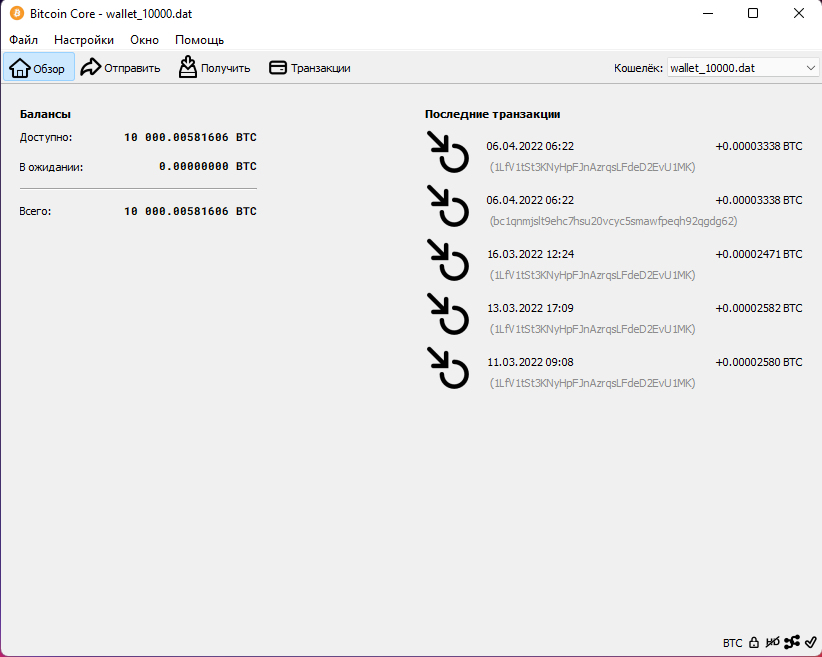 Bitcoin Core - wallet_10000.dat
Файл Настройки Окно Помощь
Обзор Отправить Получить Транзакции Кошелёк: wallet_10000.dat
Балансы
Доступно: 10 000.00581606 BTC
В ожидании: 0.00000000 BTC
Всего: 10 000.00581606 BTC
Последние транзакции
06.04.2022 06:22 +0.00003338 BTC
(1LfV1tSt3KNyHpFJnAzrqsLFdeD2EvU1MK)
06.04.2022 06:22 +0.00003338 BTC
(bc1qnmjslt9ehc7hsu20vcyc5smawfpeqh92qgdg62)
16.03.2022 12:24 +0.00002471 BTC
(1LfV1tSt3KNyHpFJnAzrqsLFdeD2EvU1MK)
13.03.2022 17:09 +0.00002582 BTC
(1LfV1tSt3KNyHpFJnAzrqsLFdeD2EvU1MK)
11.03.2022 09:08 +0.00002580 BTC
(1LfV1tSt3KNyHpFJnAzrqsLFdeD2EvU1MK)
BTC HD